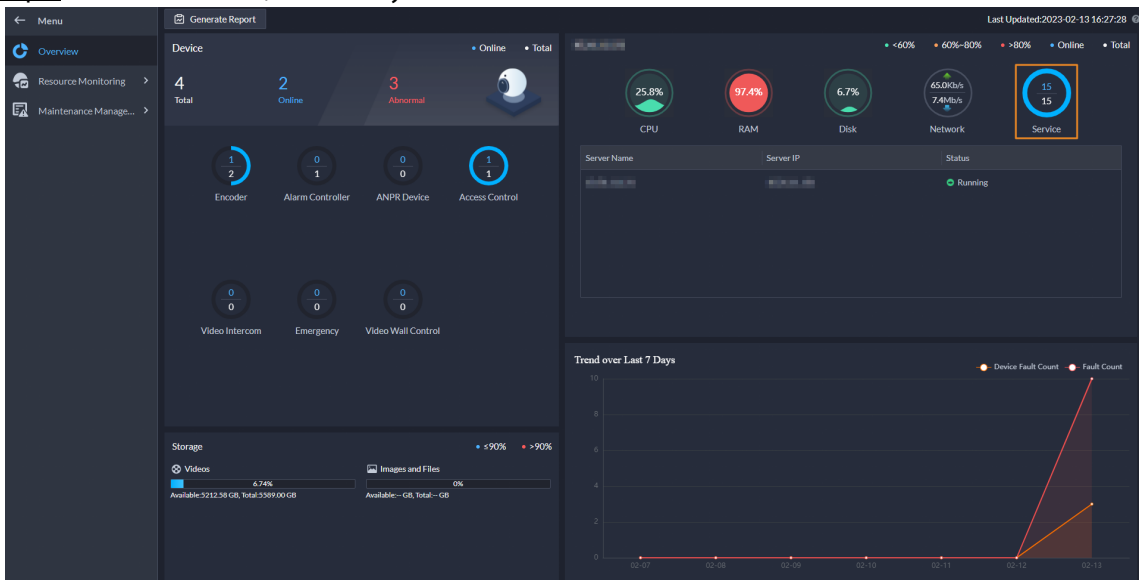 Menu
Generate Report
Last Updated:2023-02-13 16:27:28
Overview
Resource Monitoring
Maintenance Manage...
Device
Online
Total
4
Total
2
Online
3
Abnormal
1
2
Encoder
0
1
Alarm Controller
0
0
ANPR Device
1
1
Access Control
0
0
Video Intercom
0
0
Emergency
0
0
Video Wall Control
<60%
60%~80%
>80%
Online
Total
25.8%
CPU
97.4%
RAM
6.7%
Disk
65.0Kb/s
7.4Mb/s
Network
15
15
Service
Server Name
Server IP
Status
Running
Storage
≤90%
>90%
Videos
6.74%
Available:5212.58 GB, Total:5589.00 GB
Images and Files
0%
Available:-- GB, Total:-- GB
Trend over Last 7 Days
Device Fault Count
Fault Count
10
8
6
4
2
0
02-07
02-08
02-09
02-10
02-11
02-12
02-13